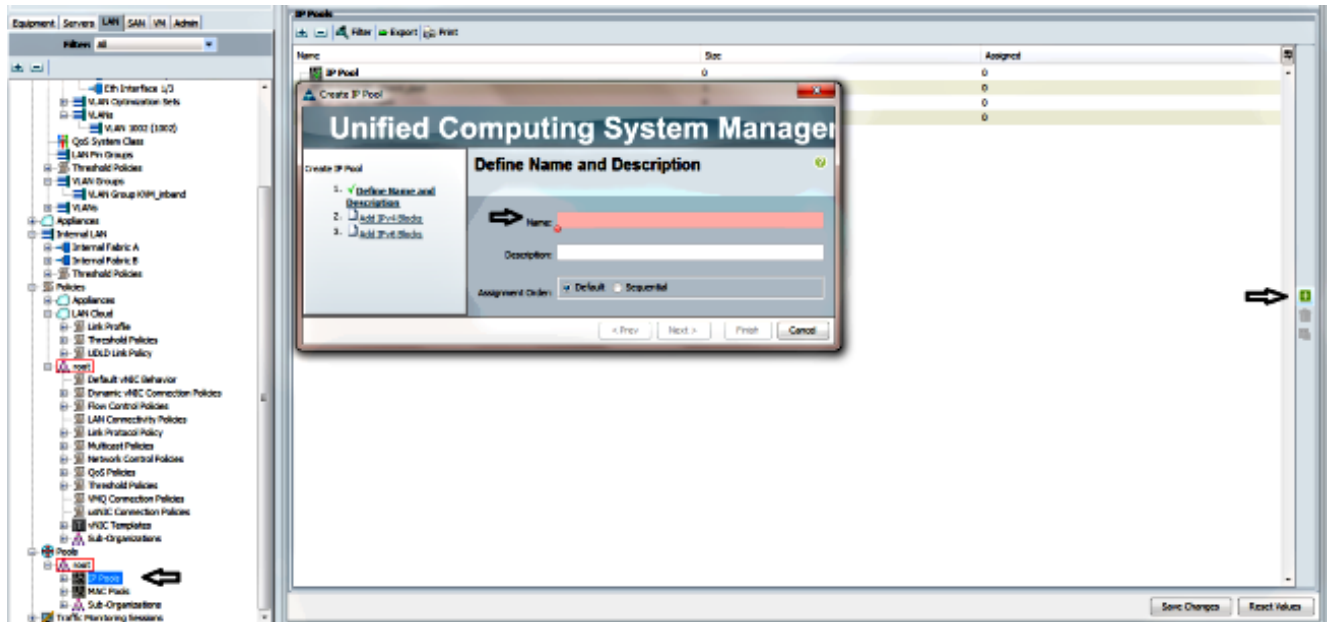 Equipment Servers LAN SAN VM Admin
Filter: All
Eth Interface 1/3
VLAN Optimization Sets
VLANs
VLAN 1002 (1002)
QoS System Class
LAN Pin Groups
Threshold Policies
VLAN Groups
VLAN Group KVM_inband
VLANs
Appliances
Internal LAN
Internal Fabric A
Internal Fabric B
Threshold Policies
Policies
Appliances
LAN Cloud
Link Profile
Threshold Policies
UDLD Link Policy
root
Default vNIC Behavior
Dynamic vNIC Connection Policies
Flow Control Policies
LAN Connectivity Policies
Link Protocol Policy
Multicast Policies
Network Control Policies
QoS Policies
Threshold Policies
VMQ Connection Policies
usNIC Connection Policies
vNIC Templates
Sub-Organizations
Pools
root
IP Pools
MAC Pools
Sub-Organizations
Traffic Monitoring Sessions
IP Pools
Filter Export Print
Name Size Assigned
IP Pool 0 0
0
0
0
Create IP Pool
Unified Computing System Manager
Create IP Pool
1. Define Name and
Description
2. Add IPv4 Blocks
3. Add IPv6 Blocks
Define Name and Description
Name:
Description:
Assignment Order: Default Sequential
< Prev Next > Finish Cancel
Save Changes Reset Values